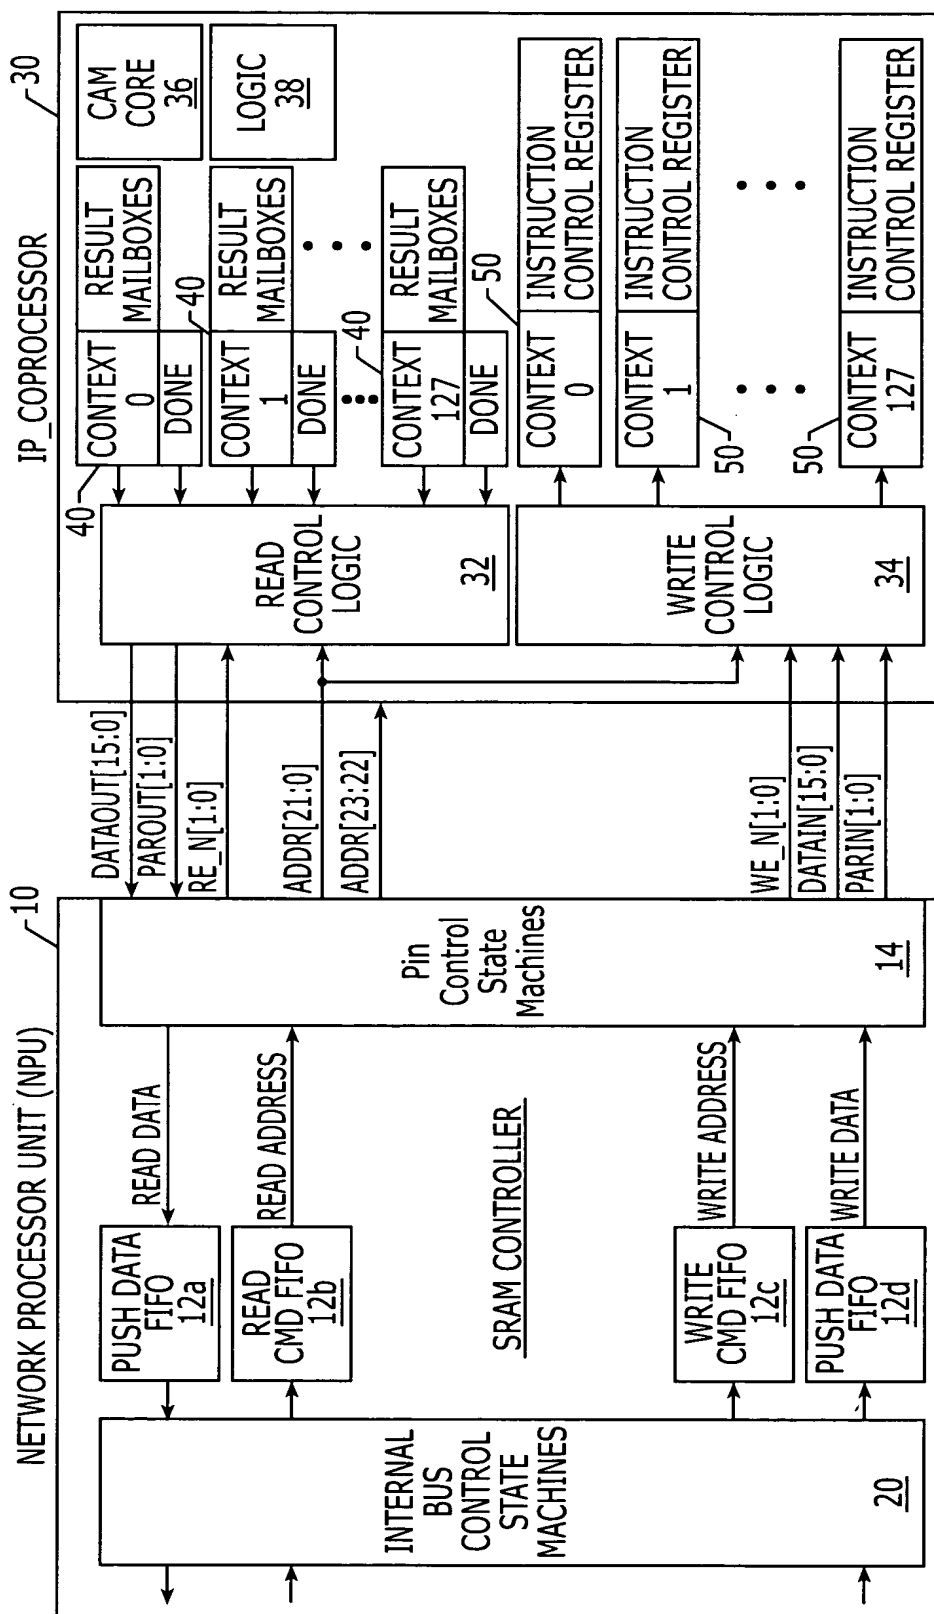 NETWORK PROCESSOR UNIT (NPU)
10
INTERNAL
BUS
CONTROL
STATE
MACHINES
20
PUSH DATA
FIFO
12a
READ
CMD FIFO
12b
SRAM CONTROLLER
WRITE
CMD FIFO
12c
PUSH DATA
FIFO
12d
READ DATA
READ ADDRESS
WRITE ADDRESS
WRITE DATA
Pin
Control
State
Machines
14
DATAOUT[15:0]
PAROUT[1:0]
RE_N[1:0]
ADDR[21:0]
ADDR[23:22]
WE_N[1:0]
DATAIN[15:0]
PARIN[1:0]
IP_COPROCESSOR
30
READ
CONTROL
LOGIC
32
WRITE
CONTROL
LOGIC
34
40
CONTEXT
0
DONE
RESULT
MAILBOXES
40
CONTEXT
1
DONE
RESULT
MAILBOXES
40
CONTEXT
127
DONE
RESULT
MAILBOXES
CAM
CORE
36
LOGIC
38
50
CONTEXT
0
INSTRUCTION
CONTROL REGISTER
CONTEXT
1
INSTRUCTION
CONTROL REGISTER
50
50
CONTEXT
127
INSTRUCTION
CONTROL REGISTER